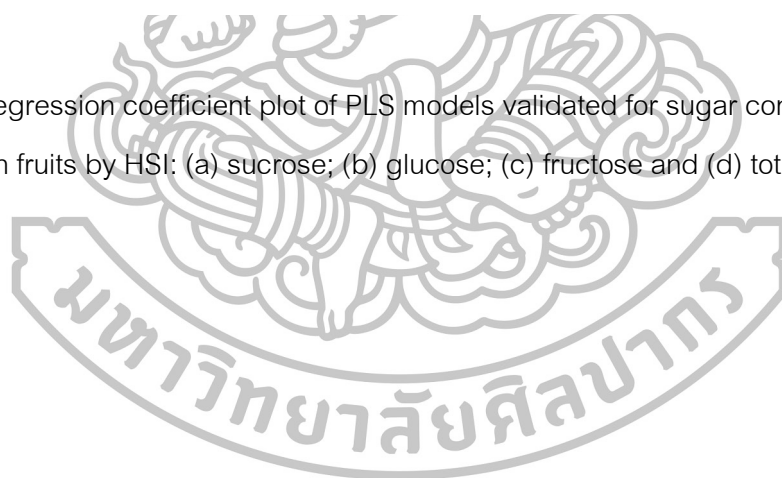 egression coefficient plot of PLS models validated for sugar cor
n fruits by HSI: (a) sucrose; (b) glucose; (c) fructose and (d) tot
มหาวิทยาลัยศิลปากร